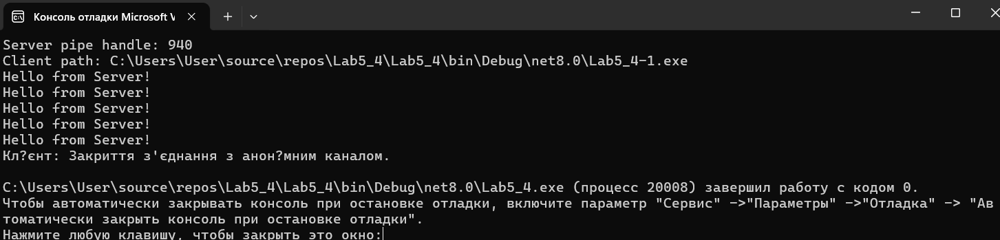 Консоль отладки Microsoft V
Server pipe handle: 940
Client path: C:\Users\User\source\repos\Lab5_4\Lab5_4\bin\Debug\net8.0\Lab5_4-1.exe
Hello from Server!
Hello from Server!
Hello from Server!
Hello from Server!
Hello from Server!
Кл?єнт: Закриття з'єднання з анон?мним каналом.
C:\Users\User\source\repos\Lab5_4\Lab5_4\bin\Debug\net8.0\Lab5_4.exe (процесс 20008) завершил работу с кодом 0.
Чтобы автоматически закрывать консоль при остановке отладки, включите параметр "Сервис" ->"Параметры" ->"Отладка" -> "Ав
томатически закрыть консоль при остановке отладки".
Нажмите любую клавишу, чтобы закрыть это окно: